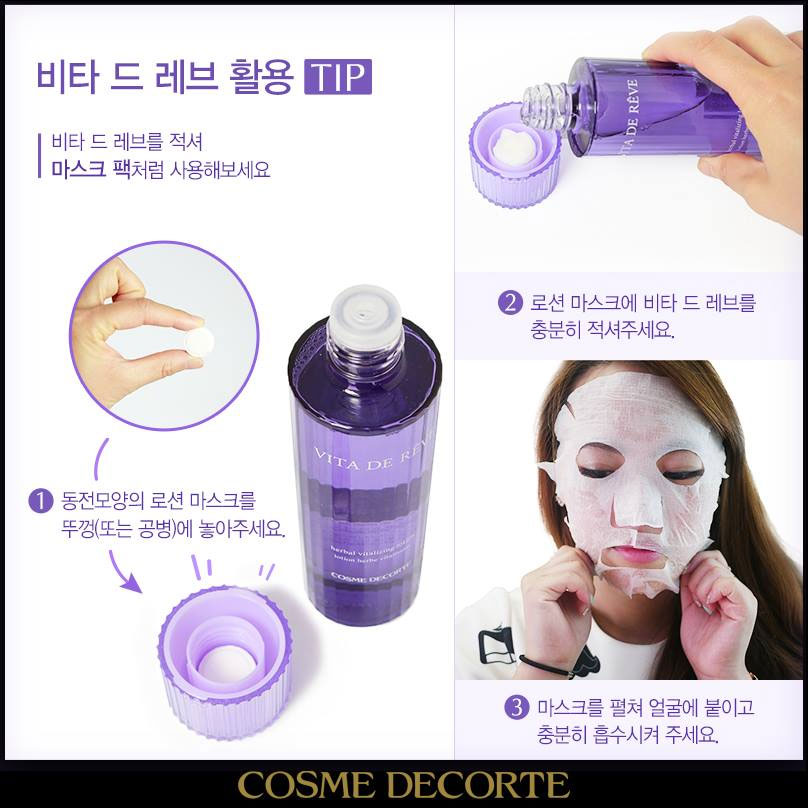 비타 드 레브 활용 TIP
비타 드 레브를 적셔
마스크 팩처럼 사용해보세요
VITA DE RÊVE
herbal vitalizing
lotion herbe
COSME DECORTE
1 동전모양의 로션 마스크를
뚜껑(또는 공병)에 놓아주세요.
VITA DE RÊVE
2 로션 마스크에 비타 드 레브를
충분히 적셔주세요.
3 마스크를 펼쳐 얼굴에 붙이고
충분히 흡수시켜 주세요.
COSME DECORTE